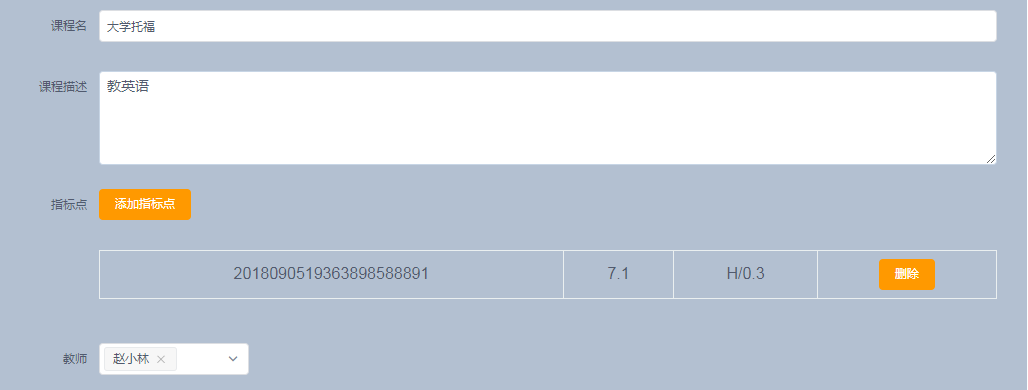 课程名 大学托福
课程描述 教英语
指标点 添加指标点
2018090519363898588891 7.1 H/0.3 删除
教师 赵小林